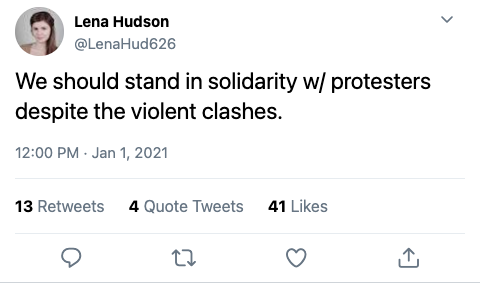 Lena Hudson
@LenaHud626
We should stand in solidarity w/ protesters
despite the violent clashes.
12:00 PM · Jan 1, 2021
13 Retweets 4 Quote Tweets 41 Likes